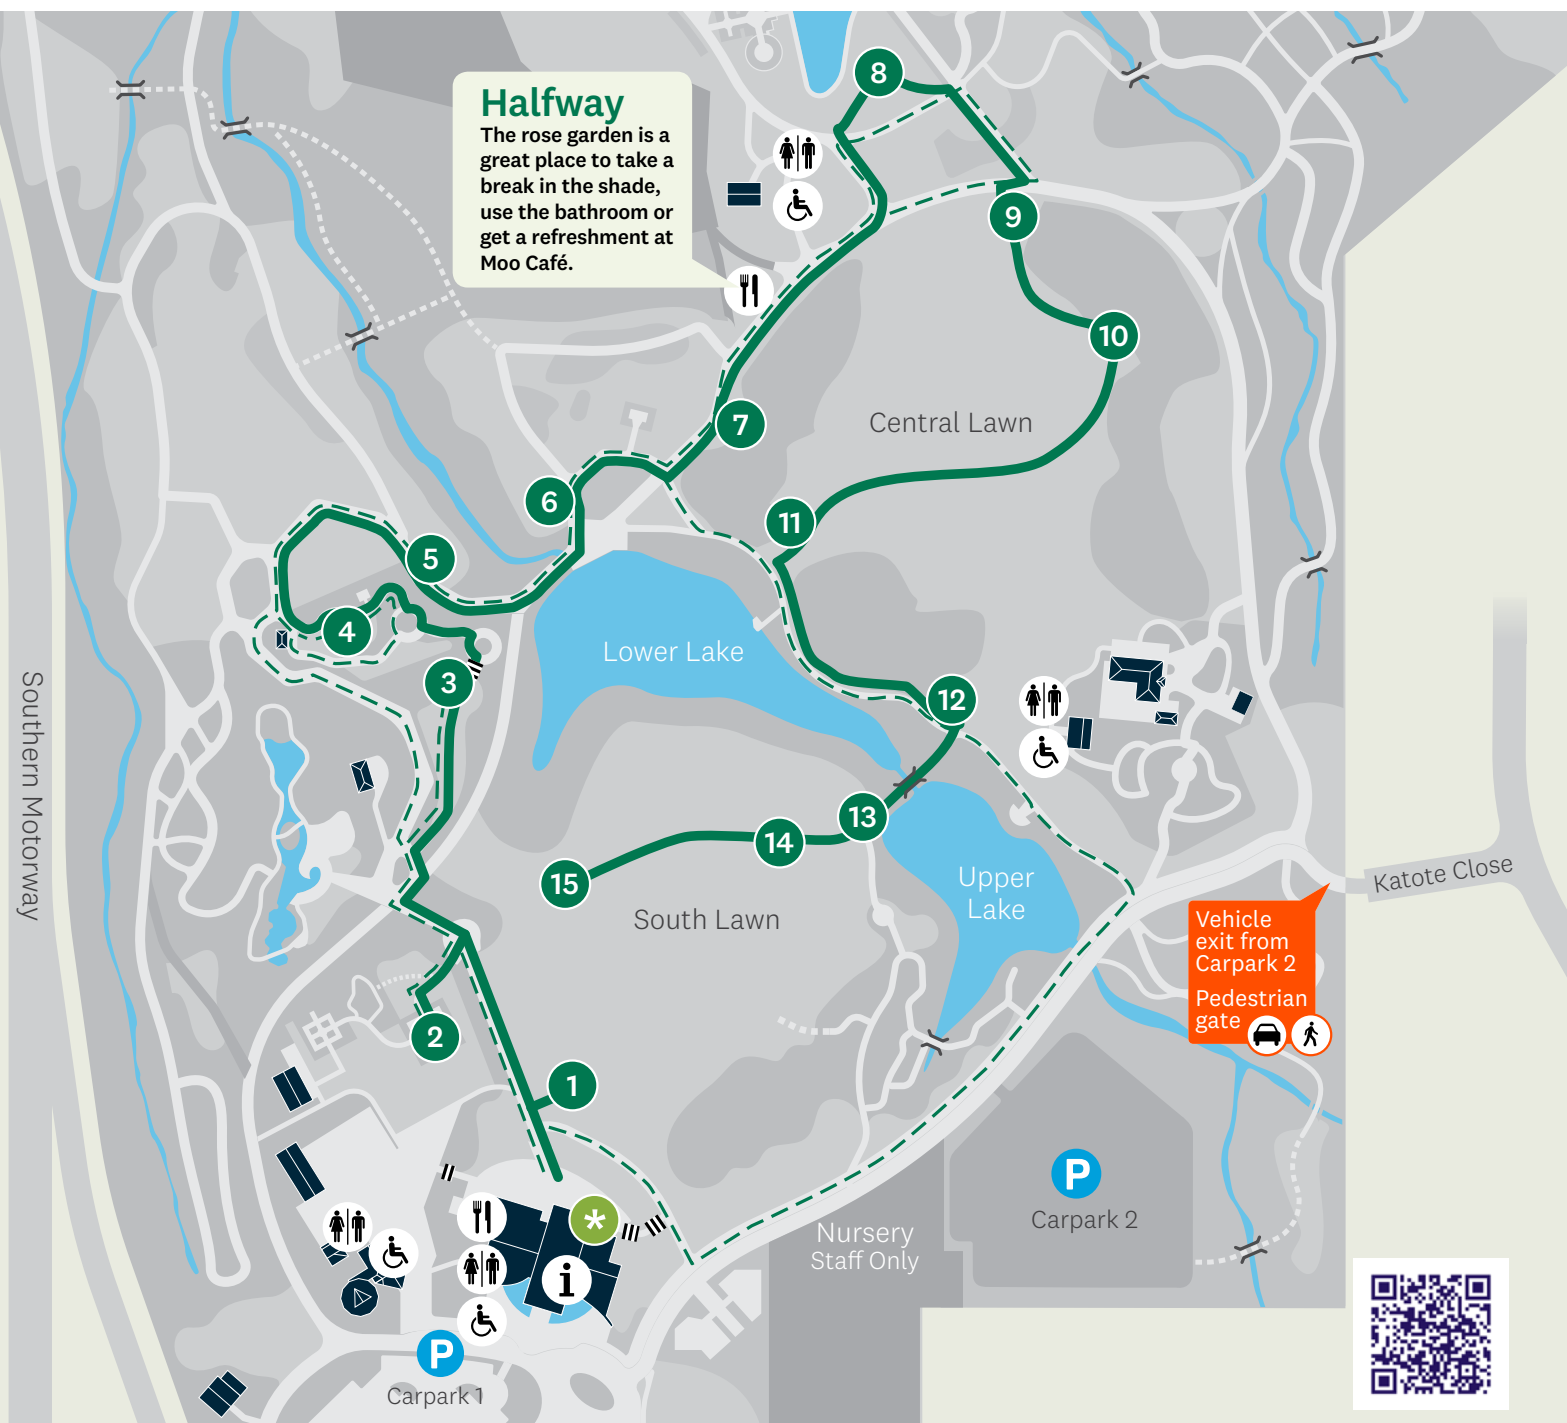 Halfway
The rose garden is a
great place to take a
break in the shade,
use the bathroom or
get a refreshment at
Moo Café.
8
9
10
7
Central Lawn
6
11
5
4
Lower Lake
3
12
Southern Motorway
13
14
15
South Lawn
Upper
Lake
Katote Close
Vehicle
exit from
Carpark 2
Pedestrian
gate
2
1
P
Carpark 2
*
Nursery
Staff Only
i
P
Carpark 1